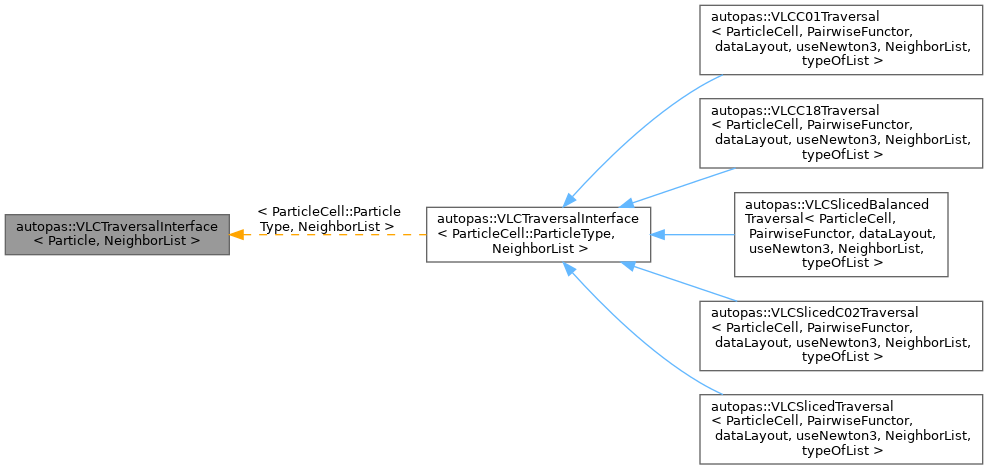 autopas::VLCTraversalInterface
< Particle, NeighborList >
< ParticleCell::Particle
Type, NeighborList >
autopas::VLCTraversalInterface
< ParticleCell::ParticleType,
NeighborList >
autopas::VLCC01Traversal
< ParticleCell, PairwiseFunctor,
dataLayout, useNewton3, NeighborList,
typeOfList >
autopas::VLCC18Traversal
< ParticleCell, PairwiseFunctor,
dataLayout, useNewton3, NeighborList,
typeOfList >
autopas::VLCSlicedBalanced
Traversal< ParticleCell,
PairwiseFunctor, dataLayout,
useNewton3, NeighborList,
typeOfList >
autopas::VLCSlicedC02Traversal
< ParticleCell, PairwiseFunctor,
dataLayout, useNewton3, NeighborList,
typeOfList >
autopas::VLCSlicedTraversal
< ParticleCell, PairwiseFunctor,
dataLayout, useNewton3, NeighborList,
typeOfList >